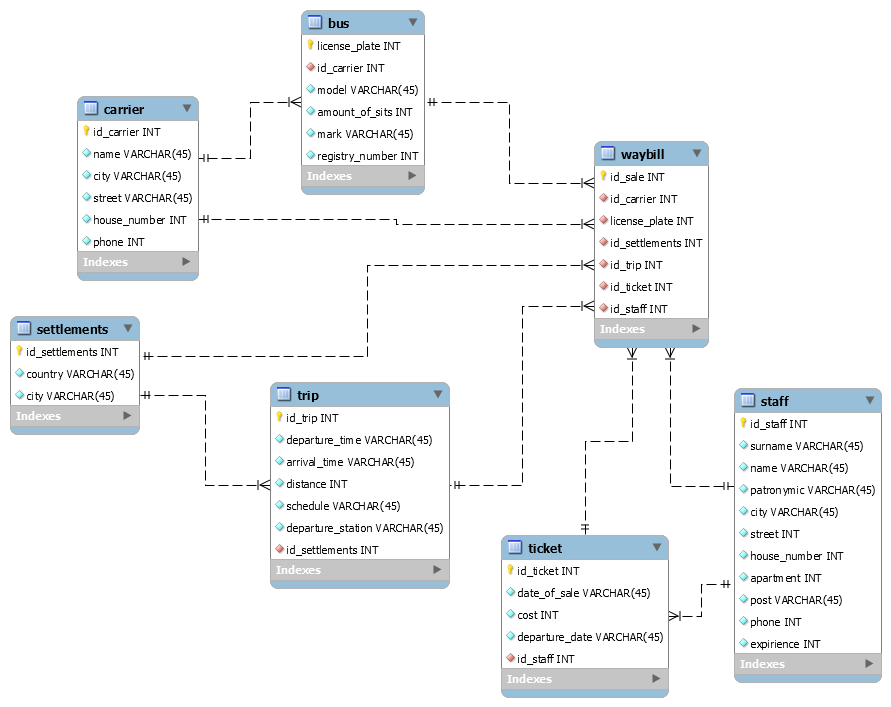 bus
license_plate INT
id_carrier INT
model VARCHAR(45)
amount_of_sits INT
mark VARCHAR(45)
registry_number INT
Indexes
carrier
id_carrier INT
name VARCHAR(45)
city VARCHAR(45)
street VARCHAR(45)
house_number INT
phone INT
Indexes
waybill
id_sale INT
id_carrier INT
license_plate INT
id_settlements INT
id_trip INT
id_ticket INT
id_staff INT
Indexes
settlements
id_settlements INT
country VARCHAR(45)
city VARCHAR(45)
Indexes
trip
id_trip INT
departure_time VARCHAR(45)
arrival_time VARCHAR(45)
distance INT
schedule VARCHAR(45)
departure_station VARCHAR(45)
id_settlements INT
Indexes
staff
id_staff INT
surname VARCHAR(45)
name VARCHAR(45)
patronymic VARCHAR(45)
city VARCHAR(45)
street INT
house_number INT
apartment INT
post VARCHAR(45)
phone INT
expirience INT
Indexes
ticket
id_ticket INT
date_of_sale VARCHAR(45)
cost INT
departure_date VARCHAR(45)
id_staff INT
Indexes